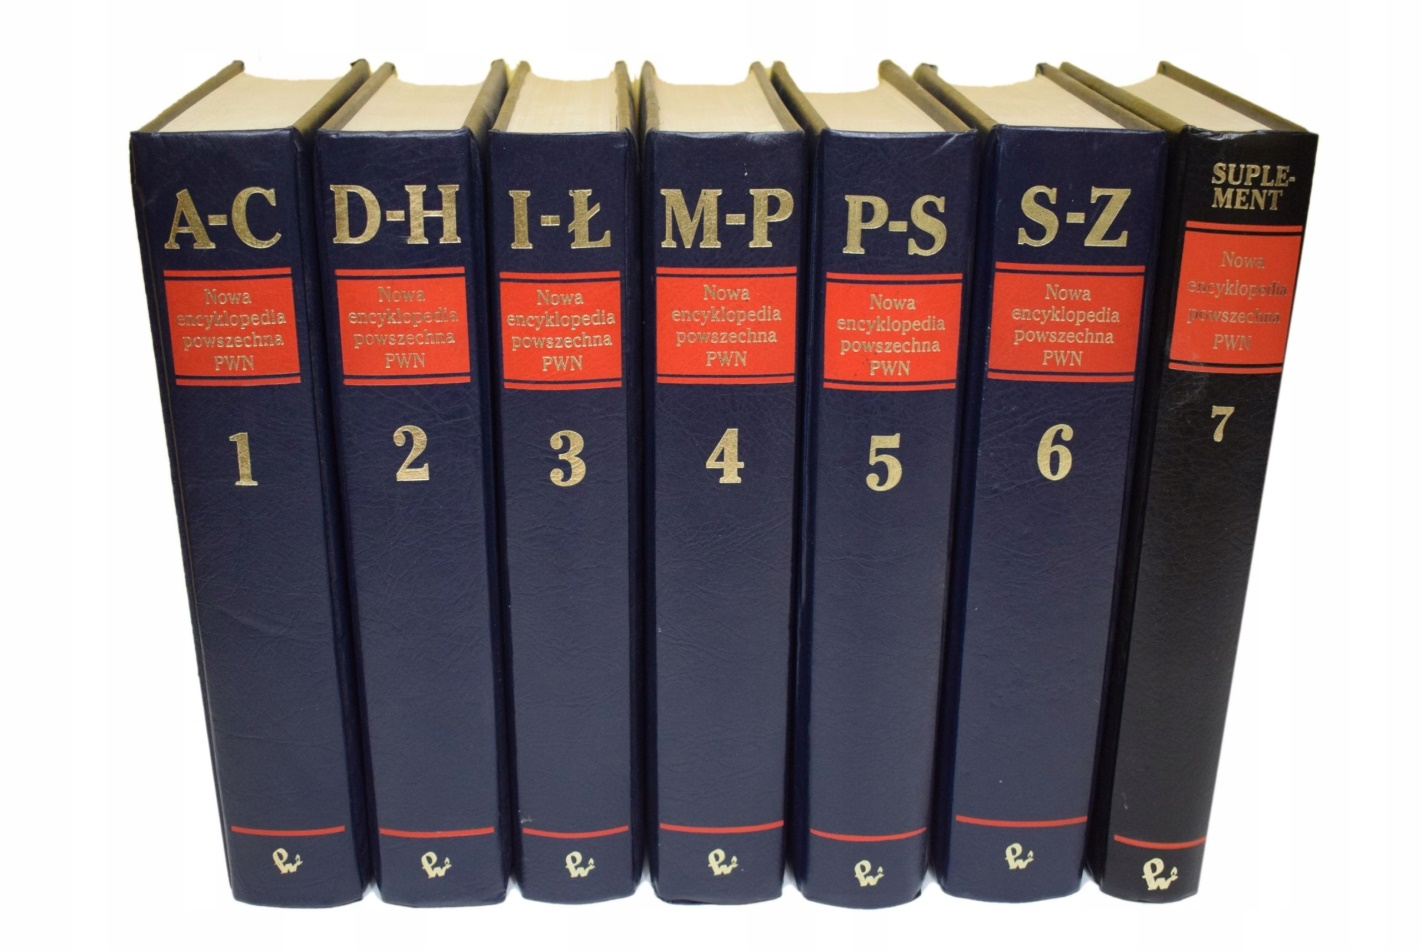 A-C
Nowa
encyklopedia
powszechna
PWN
1
D-H
Nowa
encyklopedia
powszechna
PWN
2
I-Ł
Nowa
encyklopedia
powszechna
PWN
3
M-P
Nowa
encyklopedia
powszechna
PWN
4
P-S
Nowa
encyklopedia
powszechna
PWN
5
S-Z
Nowa
encyklopedia
powszechna
PWN
6
SUPLE-
MENT
Nowa
encyklopedia
powszechna
PWN
7